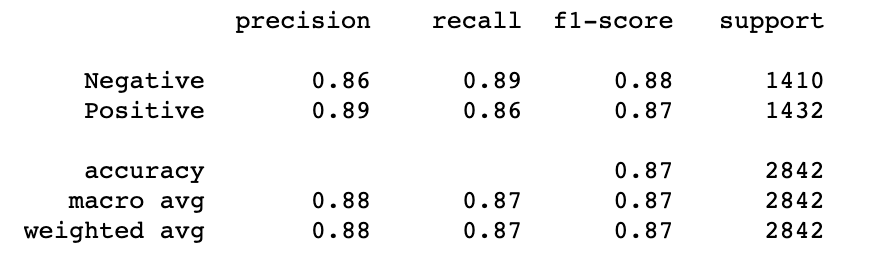 precision recall f1-score support
Negative 0.86 0.89 0.88 1410
Positive 0.89 0.86 0.87 1432
accuracy 0.87 2842
macro avg 0.88 0.87 0.87 2842
weighted avg 0.88 0.87 0.87 2842